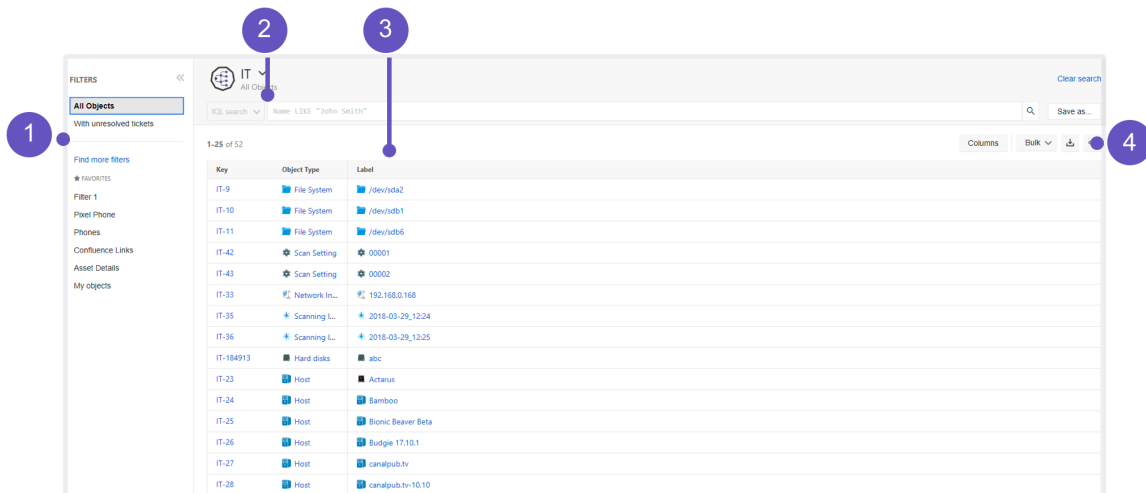 2
3
FILTERS
IT
All Objects
Clear search
All Objects
IQL search
Name LIKE "John Smith"
Save as...
With unresolved tickets
1
1-25 of 52
Columns
Bulk
4
Find more filters
FAVORITES
Filter 1
Pixel Phone
Phones
Confluence Links
Asset Details
My objects
Key Object Type Label
IT-9 File System /dev/sda2
IT-10 File System /dev/sdb1
IT-11 File System /dev/sdb6
IT-42 Scan Setting 00001
IT-43 Scan Setting 00002
IT-33 Network In... 192.168.0.168
IT-35 Scanning I... 2018-03-29_12:24
IT-36 Scanning I... 2018-03-29_12:25
IT-184913 Hard disks abc
IT-23 Host Actarus
IT-24 Host Bamboo
IT-25 Host Bionic Beaver Beta
IT-26 Host Budgie 17.10.1
IT-27 Host canalpub.tv
IT-28 Host canalpub.tv-10.10